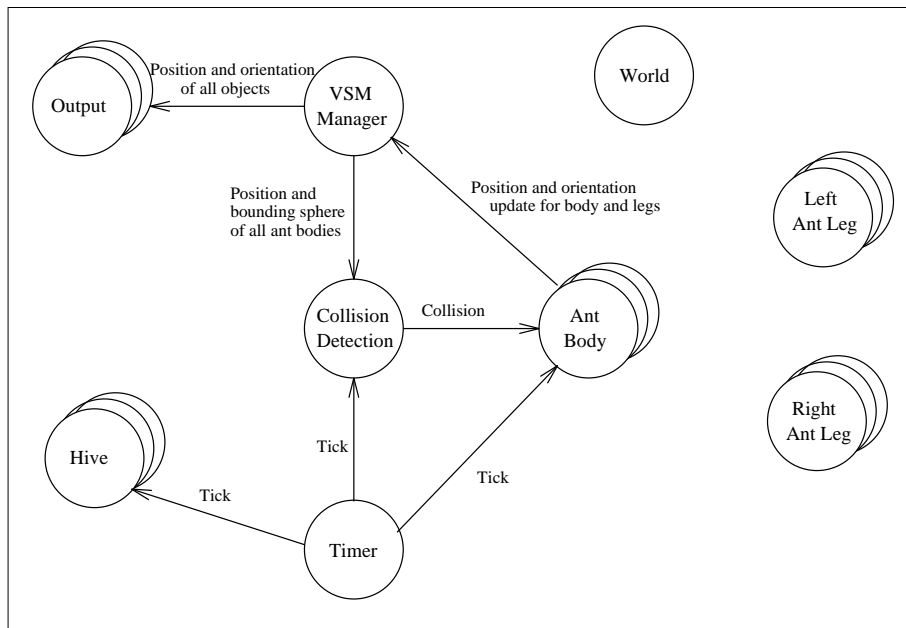 Output
Position and orientation
of all objects
VSM
Manager
World
Position and
bounding sphere
of all ant bodies
Position and orientation
update for body and legs
Left
Ant Leg
Collision
Detection
Collision
Ant
Body
Right
Ant Leg
Hive
Tick
Tick
Tick
Timer